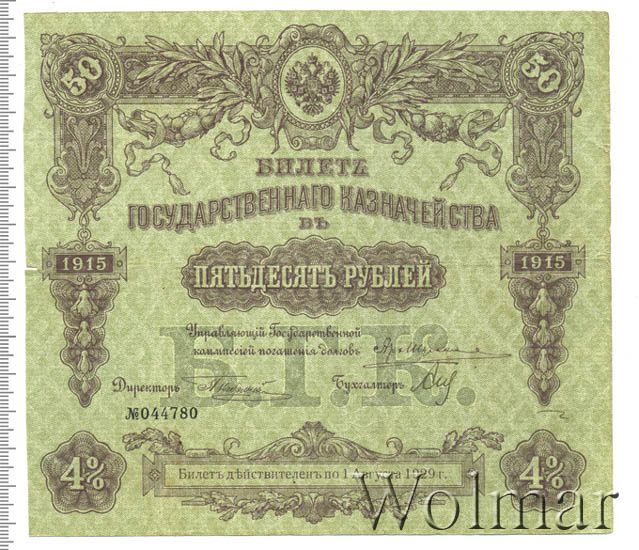 50 50
БИЛЕТЪ
ГОСУДАРСТВЕННАГО КАЗНАЧЕЙСТВА
ВЪ
1915 ПЯТЬДЕСЯТЪ РУБЛЕЙ 1915
Б.Г.К.
Управляющій Государственной
коммиссіей погашенія долговъ
Директоръ Бухгалтеръ
№044780
4% Билетъ дѣйствителенъ по 1 Августа 1929 г. 4%
Wolmar